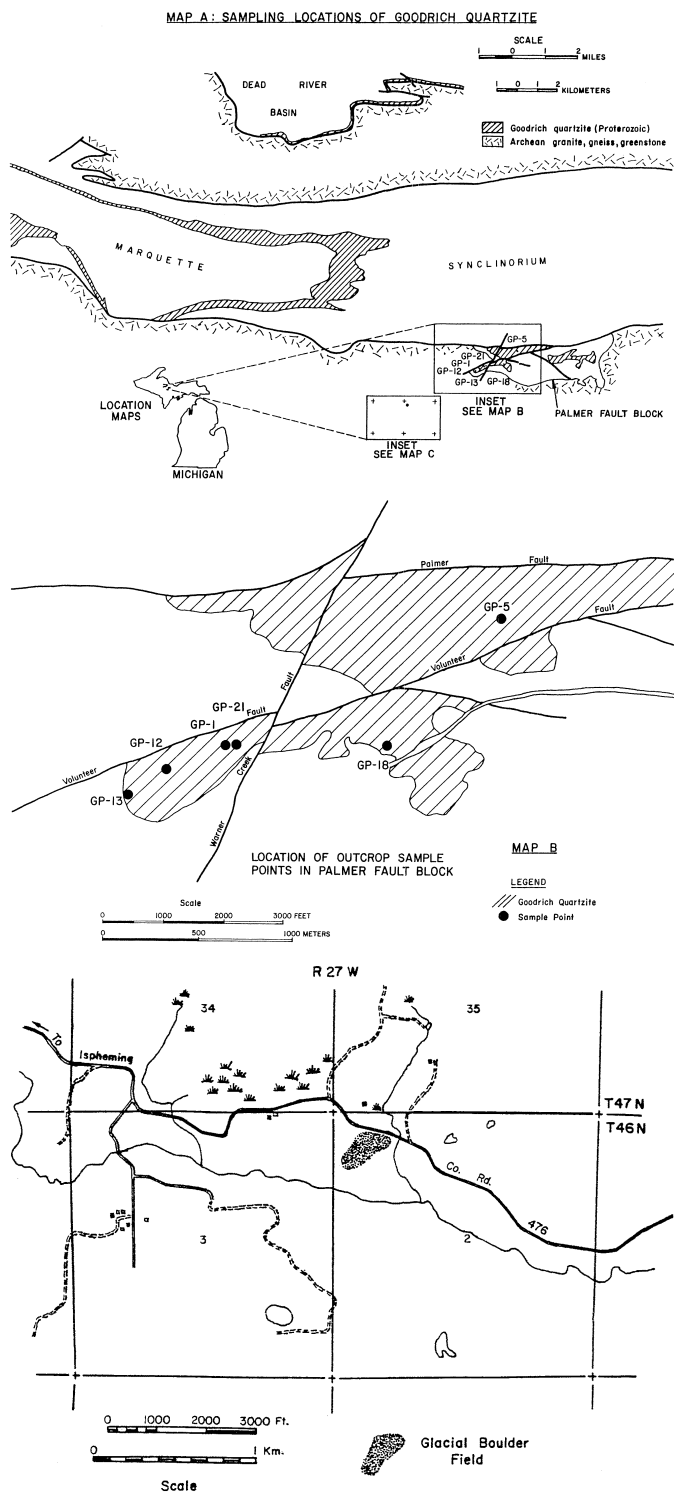 MAP A: SAMPLING LOCATIONS OF GOODRICH QUARTZITE
SCALE
1 0 1 2 MILES
1 0 1 2 KILOMETERS
DEAD RIVER
BASIN
Goodrich quartzite (Proterozoic)
Archean granite, gneiss, greenstone
MARQUETTE
SYNCLINORIUM
GP-5
GP-21
GP-1
GP-12
GP-13
GP-18
LOCATION
MAPS
MICHIGAN
INSET
SEE MAP C
INSET
SEE MAP B
PALMER FAULT BLOCK
Palmer Fault
GP-5
Fault
Volunteer
Fault
GP-21
Fault
GP-1
GP-12
GP-18
Volunteer
GP-13
Creek
Warner
LOCATION OF OUTCROP SAMPLE
POINTS IN PALMER FAULT BLOCK
MAP B
LEGEND
Goodrich Quartzite
Sample Point
Scale
0 1000 2000 3000 FEET
0 500 1000 METERS
R 27 W
34
35
To
Ispheming
T47N
T46N
Co. Rd.
476
3
2
0 1000 2000 3000 Ft.
0 1 Km.
Scale
Glacial Boulder
Field